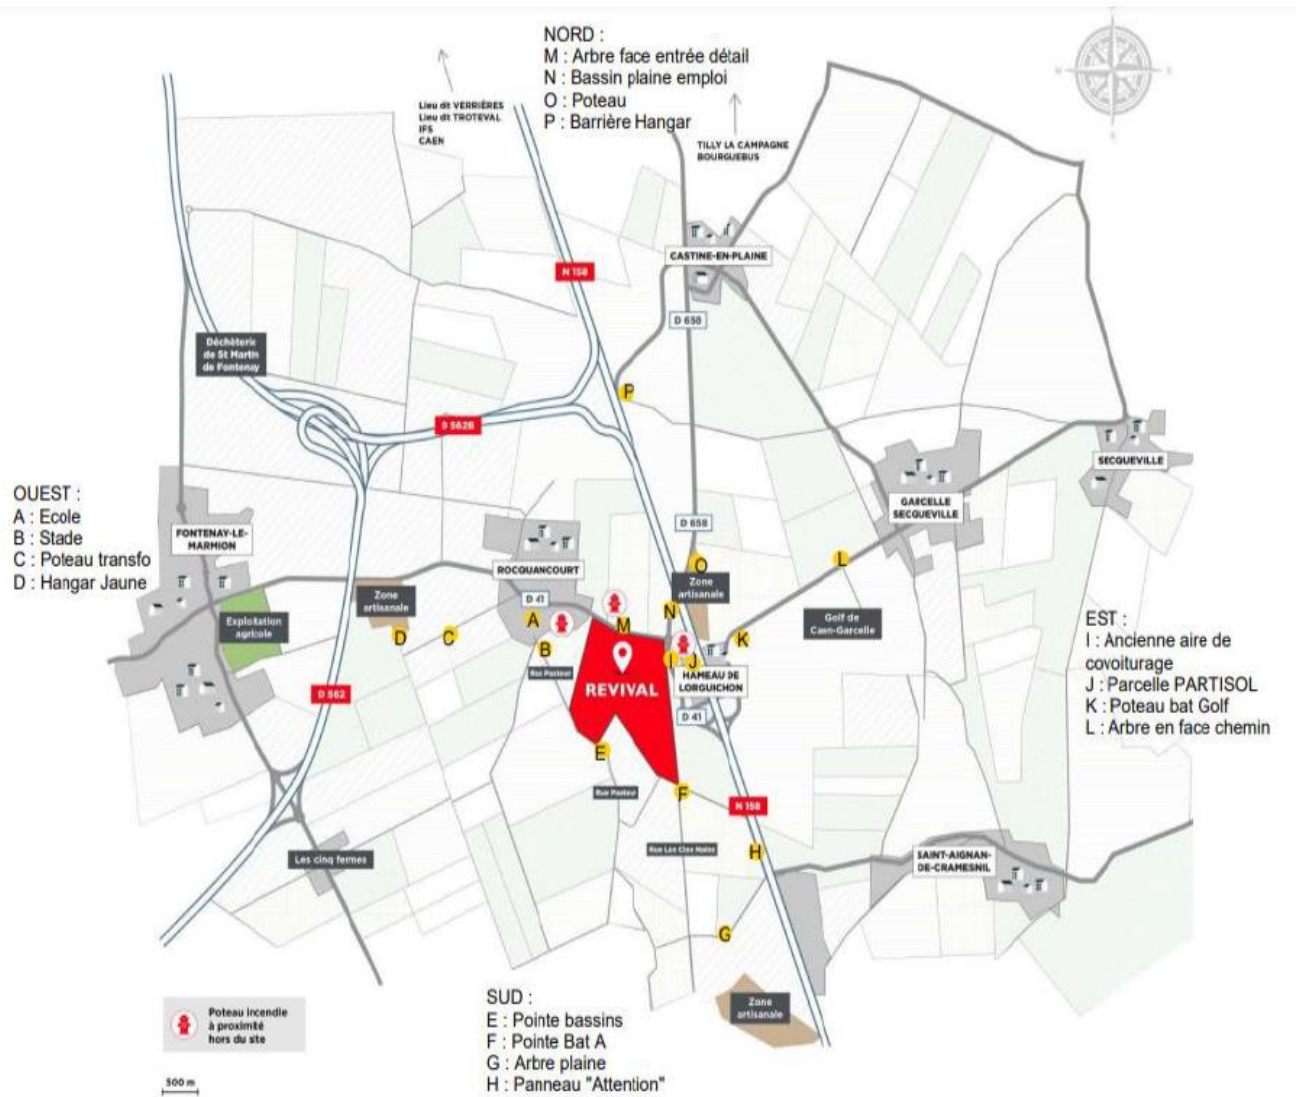 NORD :
M : Arbre face entrée détail
N : Bassin plaine emploi
O : Poteau
P : Barrière Hangar
Lieu dit VERRIÈRES
Lieu dit TROTEVAL
IFS
CAEN
TILLY LA CAMPAGNE
BOURGUEBUS
N 158
CASTINE-EN-PLAINE
D 658
Déchèterie
de St Martin
de Fontenay
P
D 562B
SECQUEVILLE
GARCELLE
SECQUEVILLE
OUEST :
A : Ecole
B : Stade
C : Poteau transfo
D : Hangar Jaune
FONTENAY-LE-
MARMION
D 658
ROCQUANCOURT
O
L
Zone
artisanale
Zone
artisanale
D 41
N
A
M
Exploitation
agricole
Golf de
Caen-Garcelle
D
C
B
K
I
J
EST :
I : Ancienne aire de
covoiturage
J : Parcelle PARTISOL
K : Poteau bat Golf
L : Arbre en face chemin
Rue Pasteur
REVIVAL
HAMEAU DE
LORGUICHON
D 562
D 41
E
Rue Pasteur
F
N 158
Rue Les Clos Noirs
H
Les cinq fermes
SAINT-AIGNAN-
DE-CRAMESNIL
G
SUD :
E : Pointe bassins
F : Pointe Bat A
G : Arbre plaine
H : Panneau "Attention"
Zone
artisanale
Poteau incendie
à proximité
hors du site
500 m